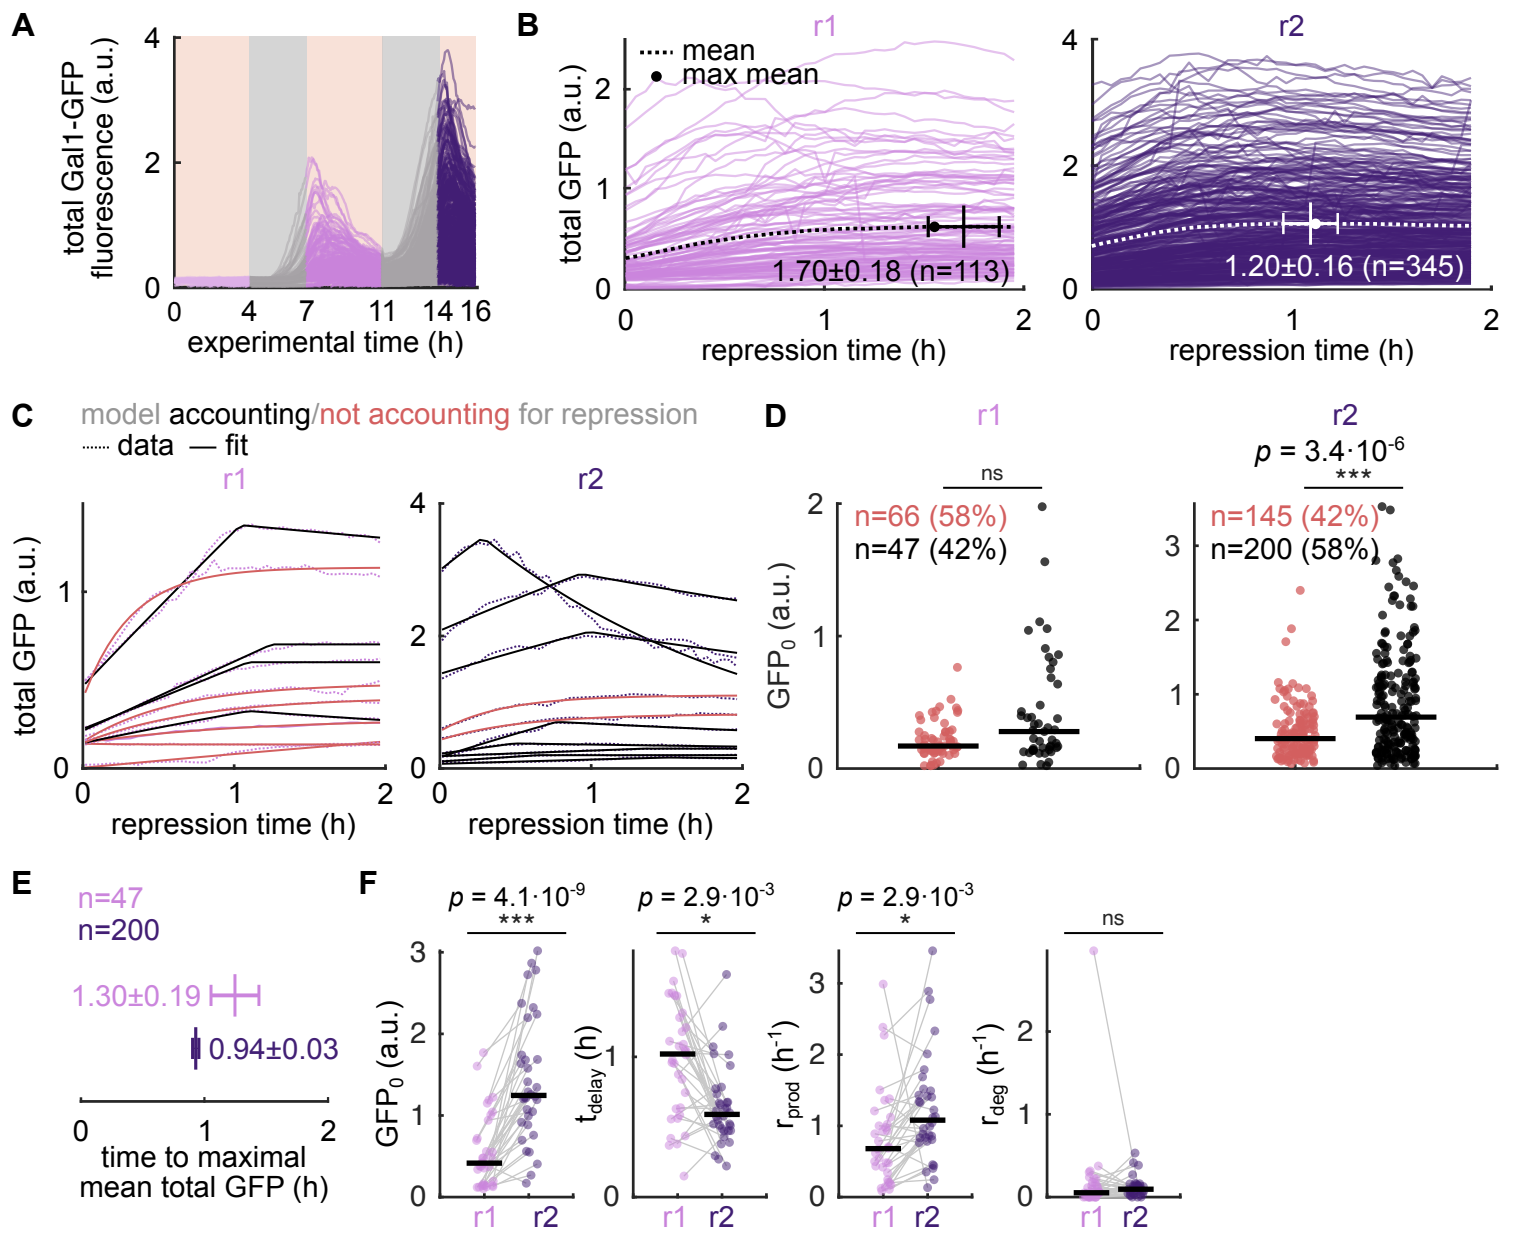 A
total Gal1-GFP
fluorescence (a.u.)
4
2
0
0 4 7 11 14 16
experimental time (h)
B
r1
mean
max mean
total GFP (a.u.)
2
1
0
1.70±0.18 (n=113)
0 1 2
repression time (h)
r2
4
2
0
1.20±0.16 (n=345)
0 1 2
repression time (h)
C
model accounting/not accounting for repression
data fit
r1
total GFP (a.u.)
1
0
0 1 2
repression time (h)
r2
4
2
0
0 1 2
repression time (h)
D
r1
ns
n=66 (58%)
n=47 (42%)
GFP0 (a.u.)
2
1
0
r2
p = 3.4·10-6
***
n=145 (42%)
n=200 (58%)
3
2
1
0
E
n=47
n=200
1.30±0.19
0.94±0.03
0 1 2
time to maximal
mean total GFP (h)
F
p = 4.1·10-9
***
GFP0 (a.u.)
3
2
1
0
r1 r2
p = 2.9·10-3
*
tdelay (h)
1
0
r1 r2
p = 2.9·10-3
*
rprod (h-1)
3
2
1
0
r1 r2
ns
rdeg (h-1)
2
1
0
r1 r2